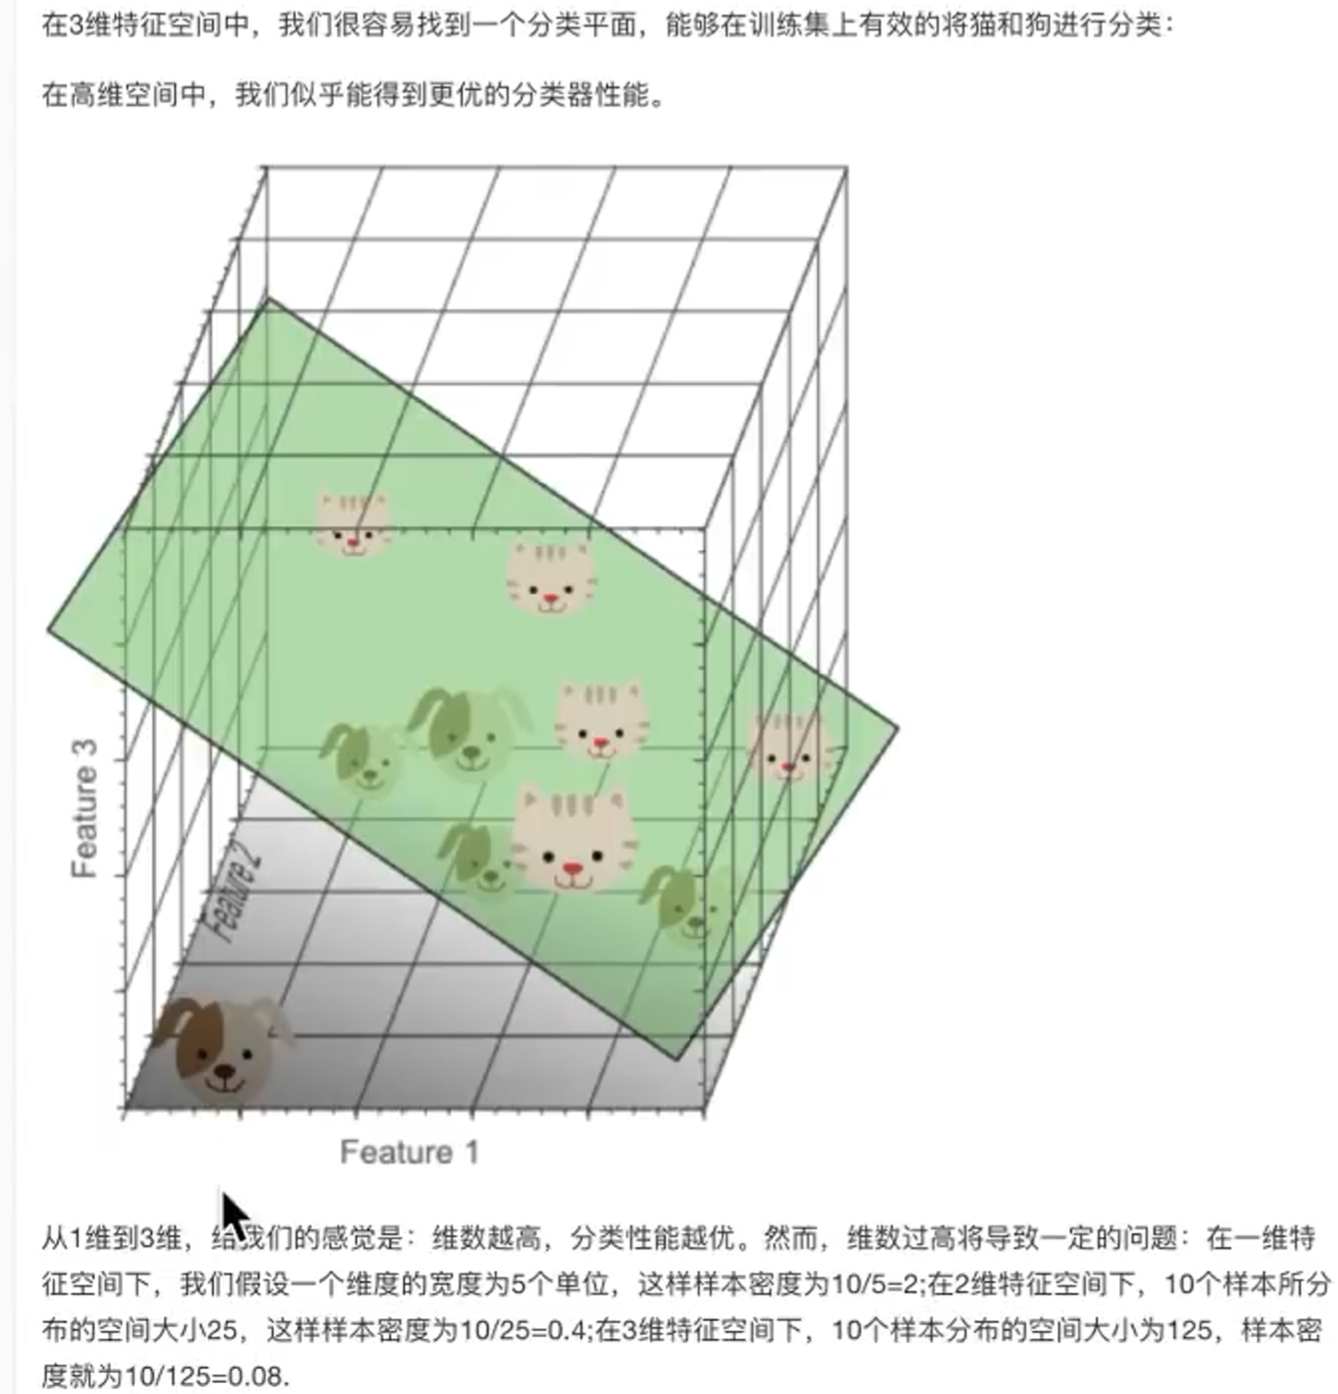 在3维特征空间中，我们很容易找到一个分类平面，能够在训练集上有效的将猫和狗进行分类：
在高维空间中，我们似乎能得到更优的分类器性能。
Feature 3
Feature 2
Feature 1
从1维到3维，给我们的感觉是：维数越高，分类性能越优。然而，维数过高将导致一定的问题：在一维特
征空间下，我们假设一个维度的宽度为5个单位，这样样本密度为10/5=2;在2维特征空间下，10个样本所分
布的空间大小25，这样样本密度为10/25=0.4;在3维特征空间下，10个样本分布的空间大小为125，样本密
度就为10/125=0.08.